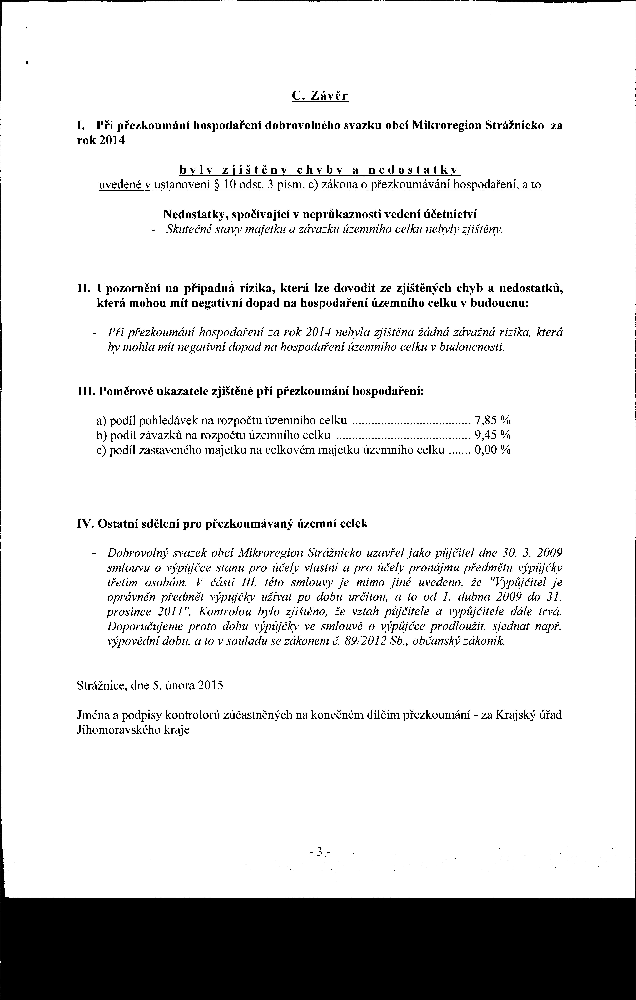 C. Závěr
I. Při přezkoumání hospodaření dobrovolného svazku obcí Mikroregion Strážnicko za
rok 2014
byly zjištěny chyby a nedostatky
uvedené v ustanovení § 10 odst. 3 písm. c) zákona o přezkoumávání hospodaření, a to
Nedostatky, spočívající v neprůkaznosti vedení účetnictví
- Skutečné stavy majetku a závazků územního celku nebyly zjištěny.
II. Upozornění na případná rizika, která lze dovodit ze zjištěných chyb a nedostatků,
která mohou mít negativní dopad na hospodaření územního celku v budoucnu:
- Při přezkoumání hospodaření za rok 2014 nebyla zjištěna žádná závažná rizika, která
by mohla mít negativní dopad na hospodaření územního celku v budoucnosti.
III. Poměrové ukazatele zjištěné při přezkoumání hospodaření:
a) podíl pohledávek na rozpočtu územního celku ..................................... 7,85 %
b) podíl závazků na rozpočtu územního celku .......................................... 9,45 %
c) podíl zastaveného majetku na celkovém majetku územního celku ....... 0,00 %
IV. Ostatní sdělení pro přezkoumávaný územní celek
- Dobrovolný svazek obcí Mikroregion Strážnicko uzavřel jako půjčitel dne 30. 3. 2009
smlouvu o výpůjčce stanu pro účely vlastní a pro účely pronájmu předmětu výpůjčky
třetím osobám. V části III. této smlouvy je mimo jiné uvedeno, že "Vypůjčitel je
oprávněn předmět výpůjčky užívat po dobu určitou, a to od 1. dubna 2009 do 31.
prosince 2011". Kontrolou bylo zjištěno, že vztah půjčitele a vypůjčitele dále trvá.
Doporučujeme proto dobu výpůjčky ve smlouvě o výpůjčce prodloužit, sjednat např.
výpovědní dobu, a to v souladu se zákonem č. 89/2012 Sb., občanský zákoník.
Strážnice, dne 5. února 2015
Jména a podpisy kontrolorů zúčastněných na konečném dílčím přezkoumání - za Krajský úřad
Jihomoravského kraje
- 3 -